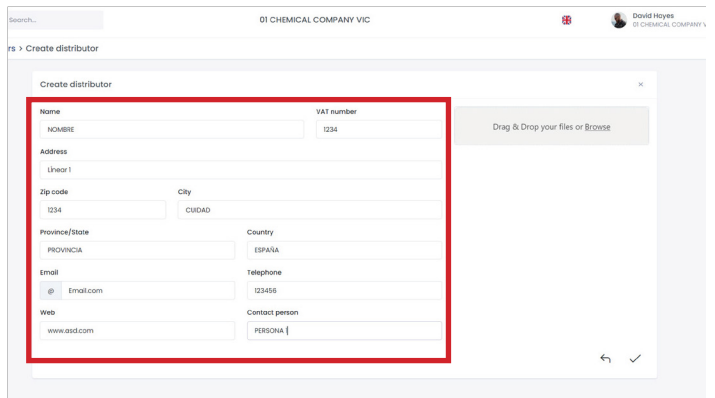 Search...
01 CHEMICAL COMPANY VIC
David Hoyes
01 CHEMICAL COMPANY V
rs > Create distributor
Create distributor
×
Name
VAT number
NOMBRE
1234
Drag & Drop your files or Browse
Address
Línear 1
Zip code
City
1234
CUIDAD
Province/State
Country
PROVINCIA
ESPAÑA
Email
Telephone
@
Email.com
123456
Web
Contact person
www.asd.com
PERSONA 1